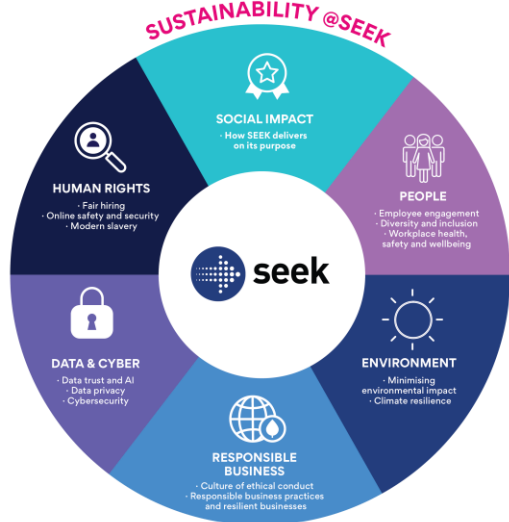 SUSTAINABILITY @SEEK
SOCIAL IMPACT
· How SEEK delivers
on its purpose
PEOPLE
· Employee engagement
· Diversity and inclusion
· Workplace health,
safety and wellbeing
ENVIRONMENT
· Minimising
environmental impact
· Climate resilience
RESPONSIBLE
BUSINESS
· Culture of ethical conduct
· Responsible business practices
and resilient businesses
DATA & CYBER
· Data trust and AI
· Data privacy
· Cybersecurity
HUMAN RIGHTS
· Fair hiring
· Online safety and security
· Modern slavery
seek